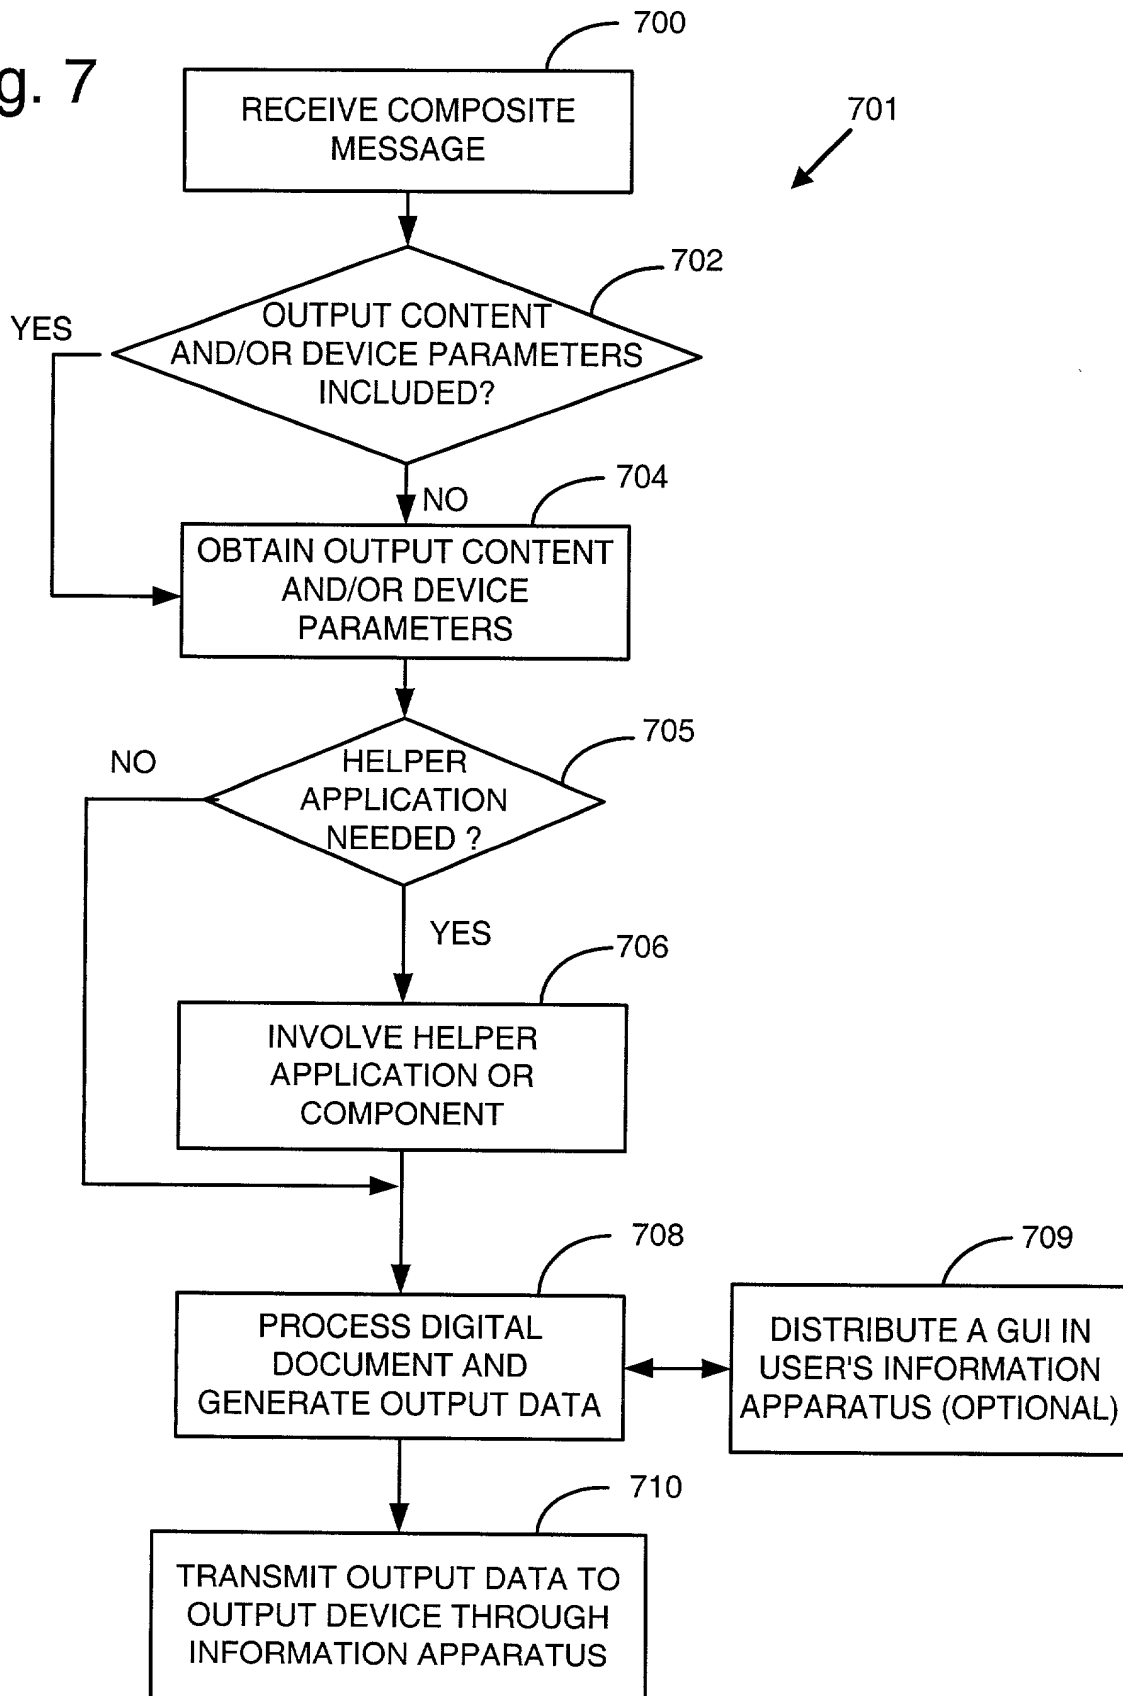 700
g. 7
RECEIVE COMPOSITE
MESSAGE
701
702
YES
OUTPUT CONTENT
AND/OR DEVICE PARAMETERS
INCLUDED?
704
NO
OBTAIN OUTPUT CONTENT
AND/OR DEVICE
PARAMETERS
705
NO
HELPER
APPLICATION
NEEDED ?
YES
706
INVOLVE HELPER
APPLICATION OR
COMPONENT
708
709
PROCESS DIGITAL
DOCUMENT AND
GENERATE OUTPUT DATA
DISTRIBUTE A GUI IN
USER'S INFORMATION
APPARATUS (OPTIONAL)
710
TRANSMIT OUTPUT DATA TO
OUTPUT DEVICE THROUGH
INFORMATION APPARATUS